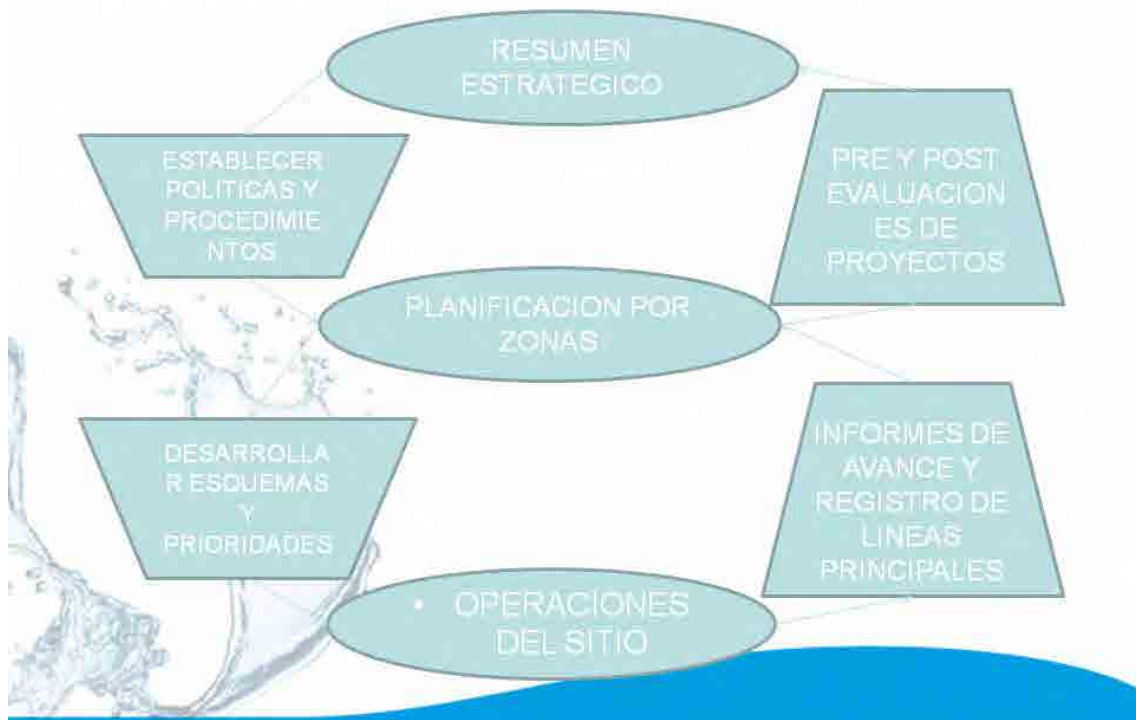 RESUMEN
ESTRATEGICO
ESTABLECER
POLITICAS Y
PROCEDIMIE
NTOS
PRE Y POST
EVALUACION
ES DE
PROYECTOS
PLANIFICACION POR
ZONAS
DESARROLLA
R ESQUEMAS
Y
PRIORIDADES
INFORMES DE
AVANCE Y
REGISTRO DE
LINEAS
PRINCIPALES
• OPERACIONES
DEL SITIO